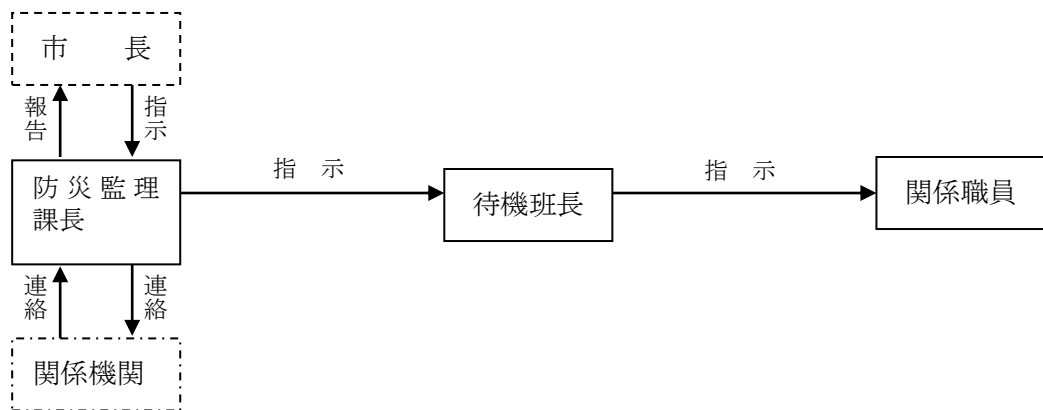 市　　長
報告
指示
防災監理
課長
指　示
待機班長
指　示
関係職員
連絡
連絡
関係機関